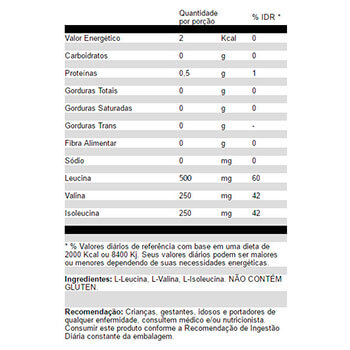 Quantidade
por porção % IDR *
Valor Energético 2 Kcal 0
Carboidratos 0 g 0
Proteínas 0,5 g 1
Gorduras Totais 0 g 0
Gorduras Saturadas 0 g 0
Gorduras Trans 0 g -
Fibra Alimentar 0 g 0
Sódio 0 mg 0
Leucina 500 mg 60
Valina 250 mg 42
Isoleucina 250 mg 42
* % Valores diários de referência com base em uma dieta de
2000 Kcal ou 8400 Kj. Seus valores diários podem ser maiores
ou menores dependendo de suas necessidades energéticas.
Ingredientes: L-Leucina, L-Valina, L-Isoleucina. NÃO CONTÉM
GLÚTEN.
Recomendação: Crianças, gestantes, idosos e portadores de
qualquer enfermidade, consultem médico e/ou nutricionista.
Consumir este produto conforme a Recomendação de Ingestão
Diária constante da embalagem.